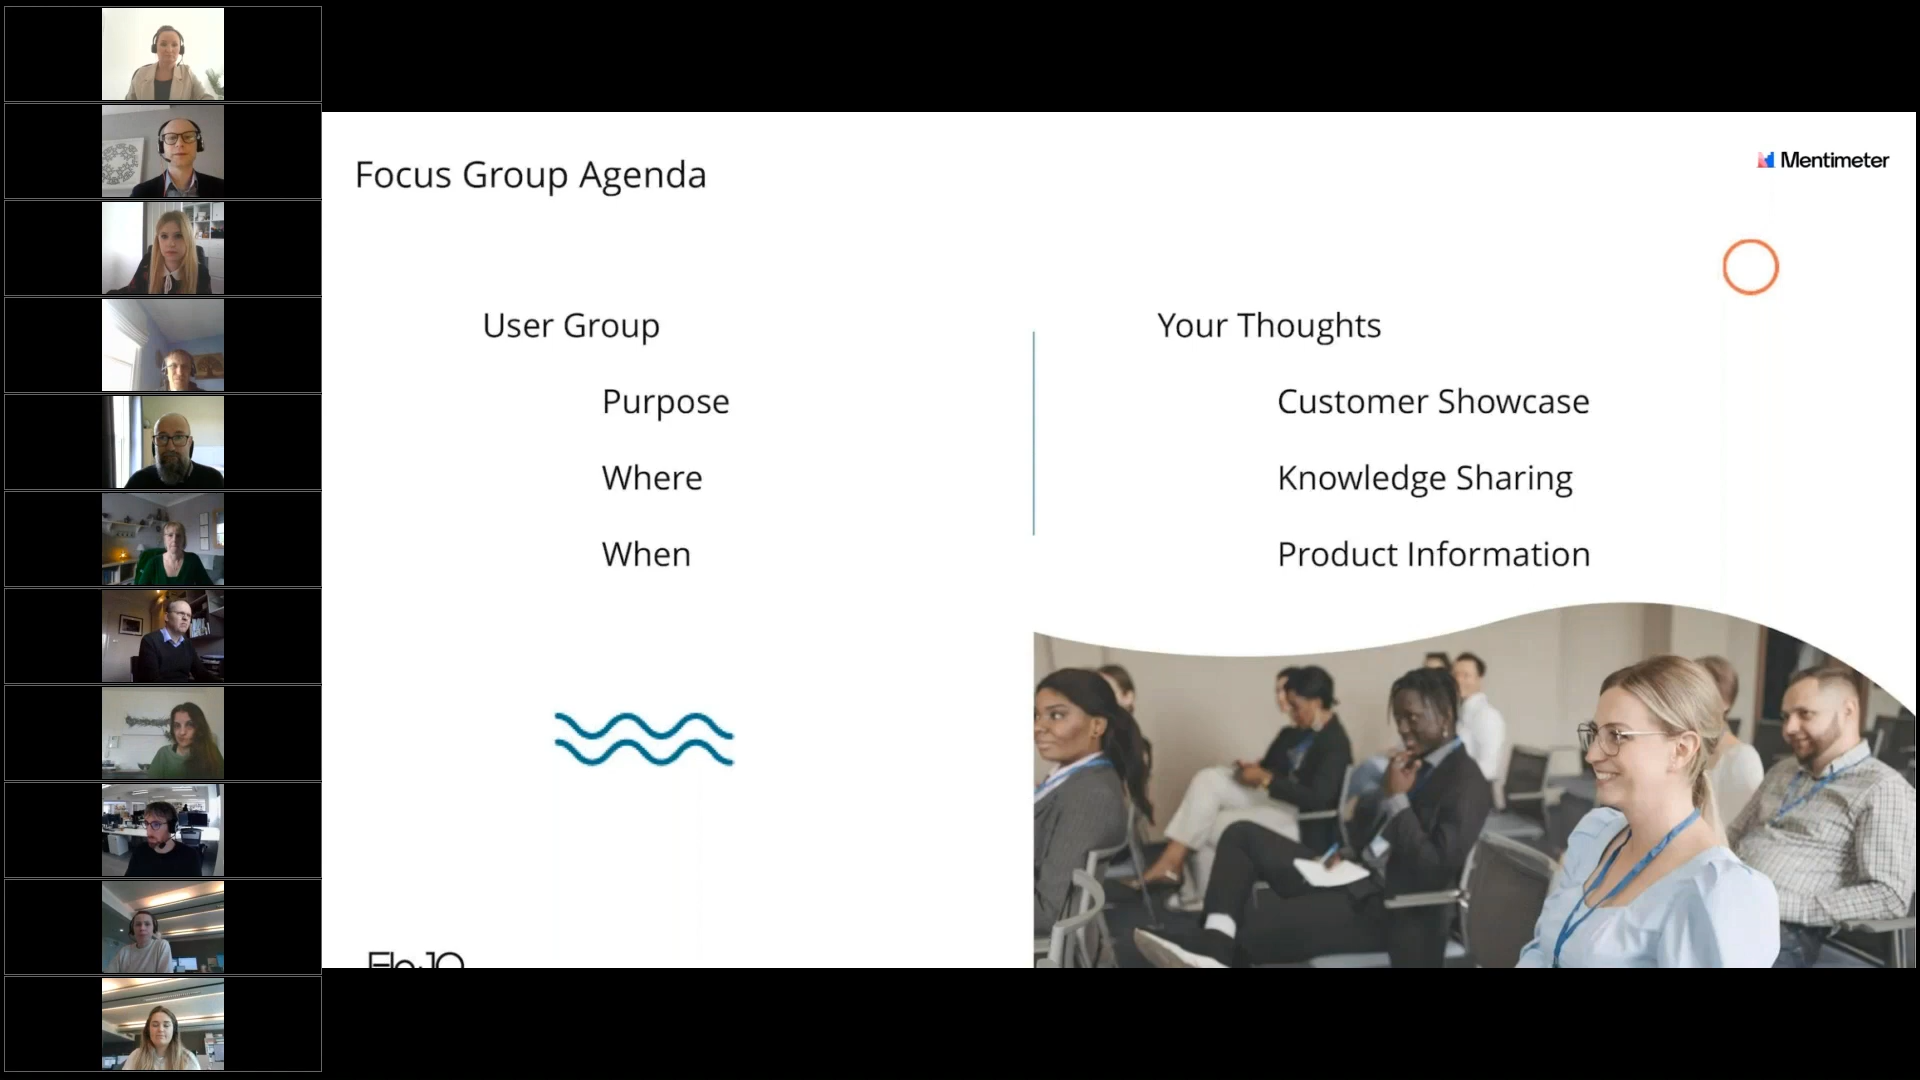 Focus Group Agenda
Mentimeter
User Group
Purpose
Where
When
Your Thoughts
Customer Showcase
Knowledge Sharing
Product Information